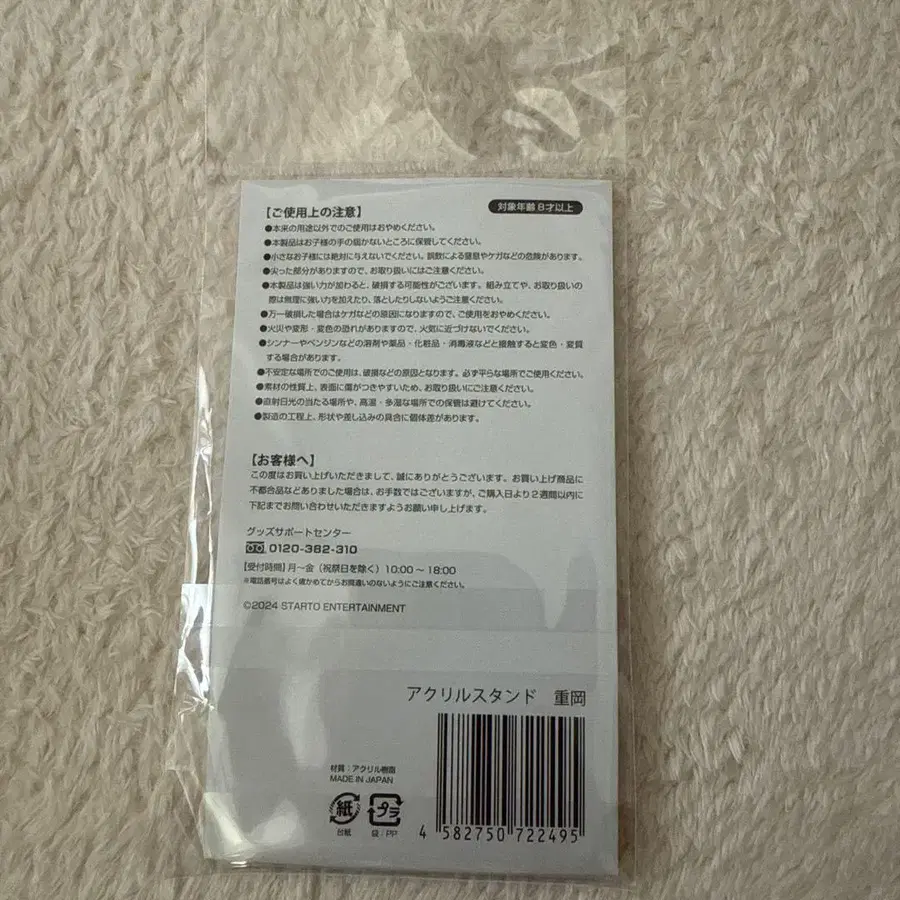 【ご使用上の注意】
対象年齢8才以上
●本来の用途以外でのご使用はおやめください。
●本製品はお子様の手の届かないところに保管してください。
●小さなお子様には絶対に与えないでください。誤飲による窒息やケガなどの危険があります。
●尖った部分がありますので、お取り扱いにはご注意ください。
●本製品は強い力が加わると、破損する可能性がございます。組み立てや、お取り扱いの
際は無理に強い力を加えたり、落としたりしないようご注意ください。
●万一破損した場合はケガなどの原因になりますので、ご使用をおやめください。
●火災や変形・変色の恐れがありますので、火気に近づけないでください。
●シンナーやベンジンなどの溶剤や薬品・化粧品・消毒液などと接触すると変色・変質
する場合があります。
●不安定な場所でのご使用は、破損などの原因となります。必ず平らな場所でご使用ください。
●素材の性質上、表面に傷がつきやすいため、お取り扱いにご注意ください。
●直射日光の当たる場所や、高温・多湿な場所での保管は避けてください。
●製造の工程上、形状や差し込みの具合に個体差があります。
【お客様へ】
この度はお買い上げいただきまして、誠にありがとうございます。お買い上げ商品に
不都合品などありました場合は、お手数ではございますが、ご購入日より2週間以内に
下記までお問い合わせいただきますようお願い申し上げます。
グッズサポートセンター
0120-382-310
【受付時間】月〜金（祝祭日を除く）10:00〜18:00
※電話番号はよく確かめてからお間違いのないようにご注意ください。
©2024 STARTO ENTERTAINMENT
アクリルスタンド 重岡
材質：アクリル樹脂
MADE IN JAPAN
紙 プラ
台紙 袋/PP
4 582750 722495